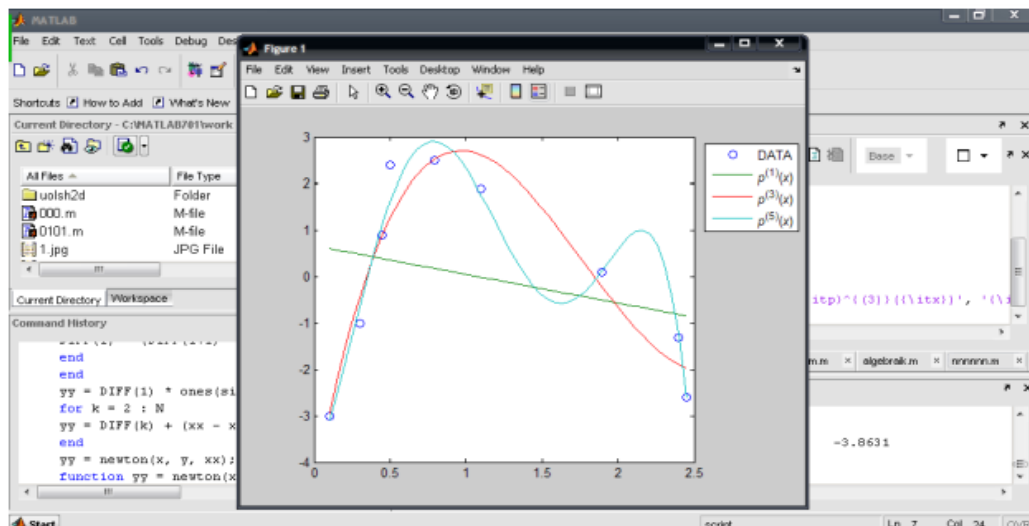 MATLAB
File Edit Text Cell Tools Debug Des
Shortcuts How to Add What's New
Current Directory - C:\MATLAB701\work
All Files File Type
uolsh2d Folder
000.m M-file
0101.m M-file
1.jpg JPG File
Current Directory Workspace
Command History
end
end
yy = DIFF(1) * ones(si
for k = 2 : N
yy = DIFF(k) + (xx - x
end
yy = newton(x, y, xx);
function yy = newton(x
Start
Figure 1
File Edit View Insert Tools Desktop Window Help
3
2
1
0
-1
-2
-3
-4
0 0.5 1 1.5 2 2.5
DATA
p(1)(x)
p(3)(x)
p(5)(x)
Base
itp)^{(3)}({\itx})', '{\i
m.m algebraik.m nnnnnn.m
-3.8631
script Ln 7 Col 24 OVR